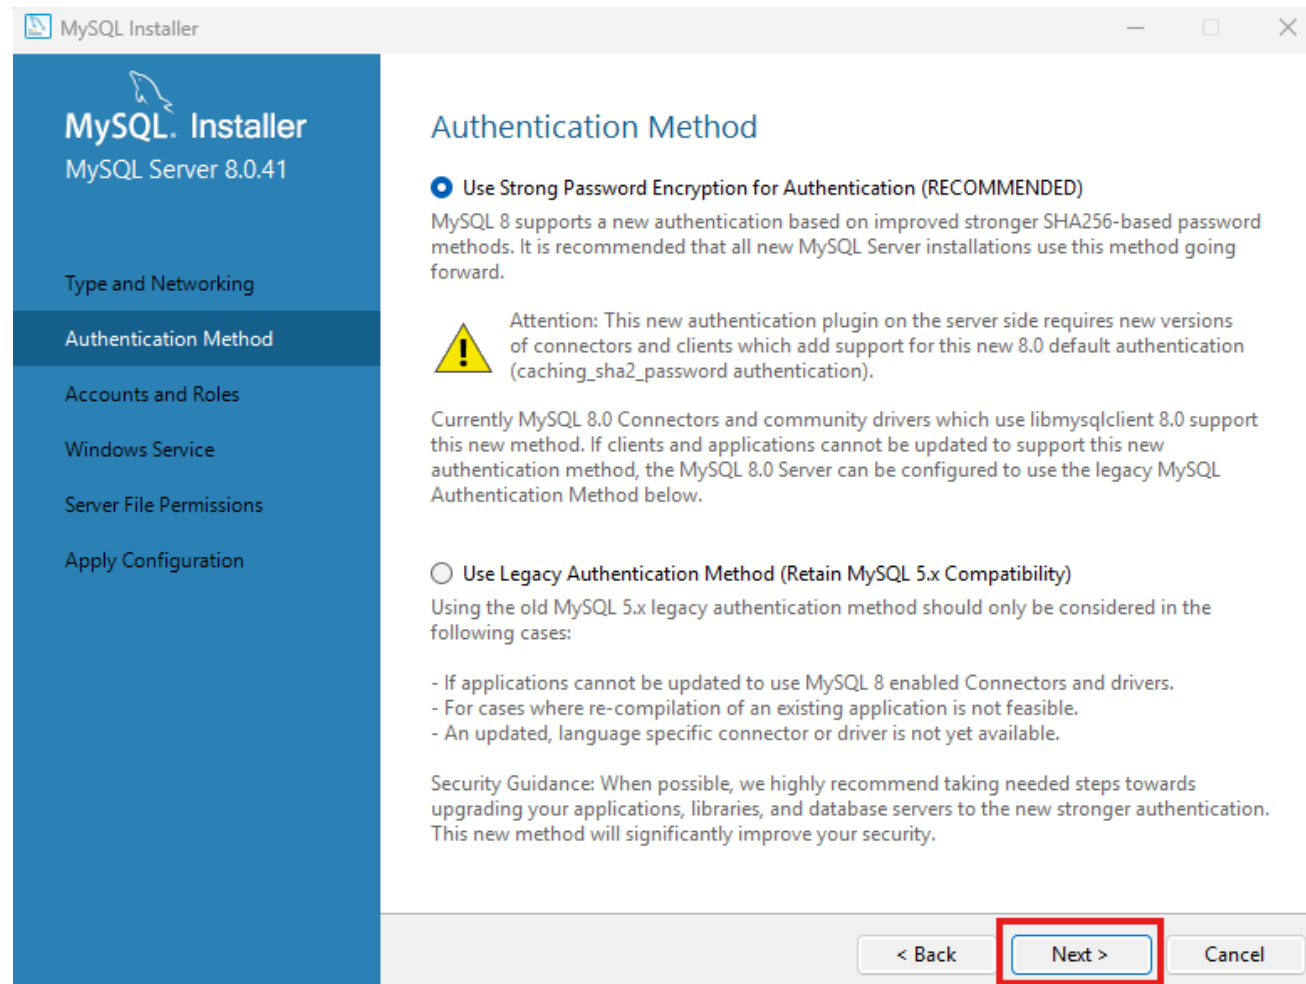 MySQL Installer
MySQL. Installer
MySQL Server 8.0.41
Type and Networking
Authentication Method
Accounts and Roles
Windows Service
Server File Permissions
Apply Configuration
Authentication Method
Use Strong Password Encryption for Authentication (RECOMMENDED)
MySQL 8 supports a new authentication based on improved stronger SHA256-based password
methods. It is recommended that all new MySQL Server installations use this method going
forward.
Attention: This new authentication plugin on the server side requires new versions
of connectors and clients which add support for this new 8.0 default authentication
(caching_sha2_password authentication).
Currently MySQL 8.0 Connectors and community drivers which use libmysqlclient 8.0 support
this new method. If clients and applications cannot be updated to support this new
authentication method, the MySQL 8.0 Server can be configured to use the legacy MySQL
Authentication Method below.
Use Legacy Authentication Method (Retain MySQL 5.x Compatibility)
Using the old MySQL 5.x legacy authentication method should only be considered in the
following cases:
- If applications cannot be updated to use MySQL 8 enabled Connectors and drivers.
- For cases where re-compilation of an existing application is not feasible.
- An updated, language specific connector or driver is not yet available.
Security Guidance: When possible, we highly recommend taking needed steps towards
upgrading your applications, libraries, and database servers to the new stronger authentication.
This new method will significantly improve your security.
< Back
Next >
Cancel